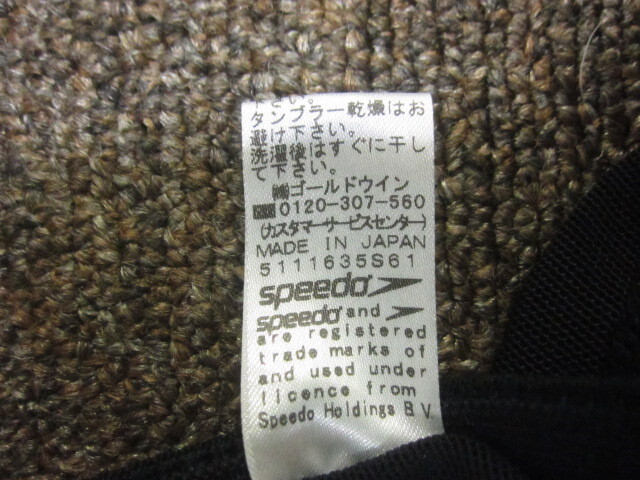 下さい。
タンブラー乾燥はお
避け下さい。
洗濯後はすぐに干し
て下さい。
㈱ゴールドウイン
0120-307-560
(カスタマーサービスセンター)
MADE IN JAPAN
5111635S61
speedo
speedo and
are registered
trade marks of
and used under
licence from
Speedo Holdings B V